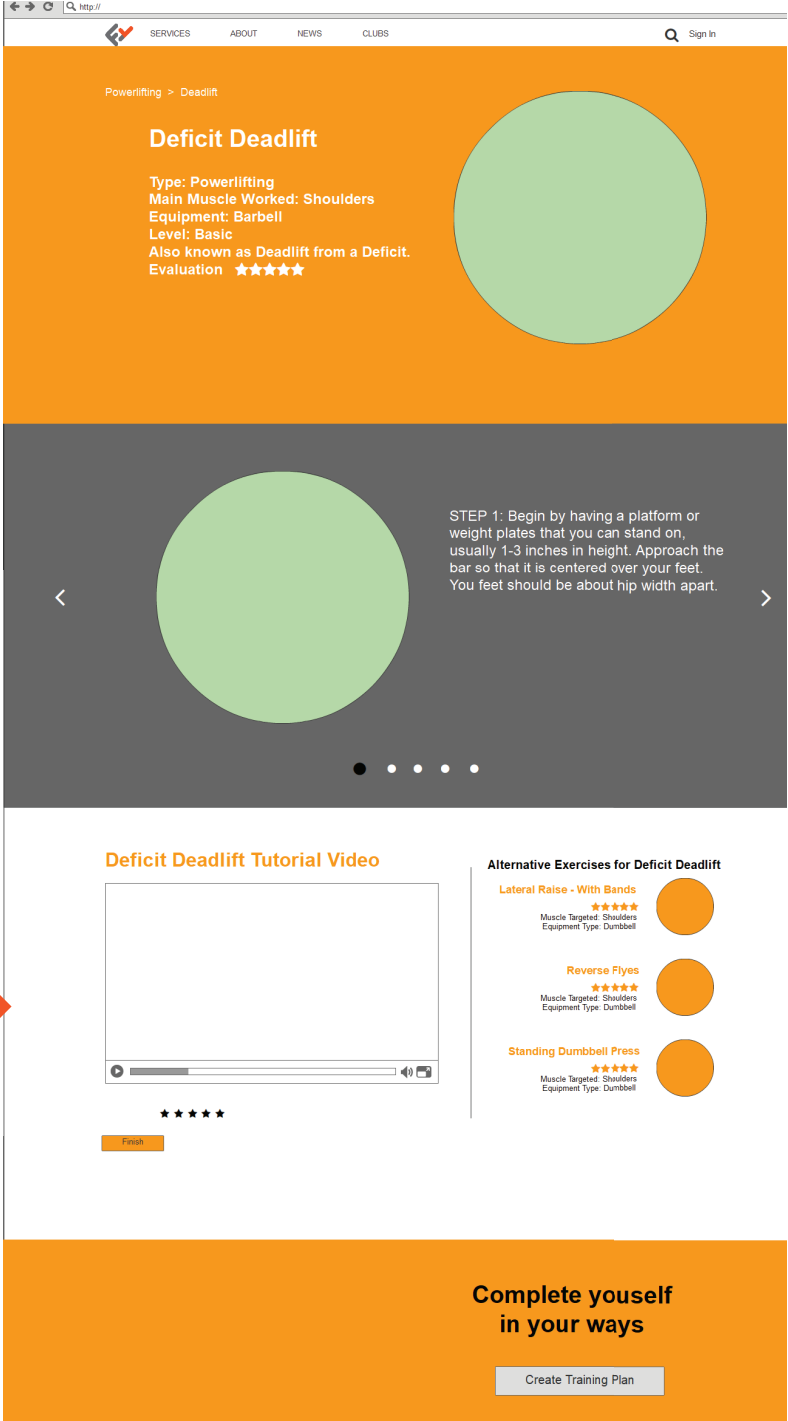 http://
SERVICES ABOUT NEWS CLUBS Sign In
Powerlifting > Deadlift
Deficit Deadlift
Type: Powerlifting
Main Muscle Worked: Shoulders
Equipment: Barbell
Level: Basic
Also known as Deadlift from a Deficit.
Evaluation
STEP 1: Begin by having a platform or
weight plates that you can stand on,
usually 1-3 inches in height. Approach the
bar so that it is centered over your feet.
You feet should be about hip width apart.
Deficit Deadlift Tutorial Video
Finish
Alternative Exercises for Deficit Deadlift
Lateral Raise - With Bands
Muscle Targeted: Shoulders
Equipment Type: Dumbbell
Reverse Flyes
Muscle Targeted: Shoulders
Equipment Type: Dumbbell
Standing Dumbbell Press
Muscle Targeted: Shoulders
Equipment Type: Dumbbell
Complete youself
in your ways
Create Training Plan